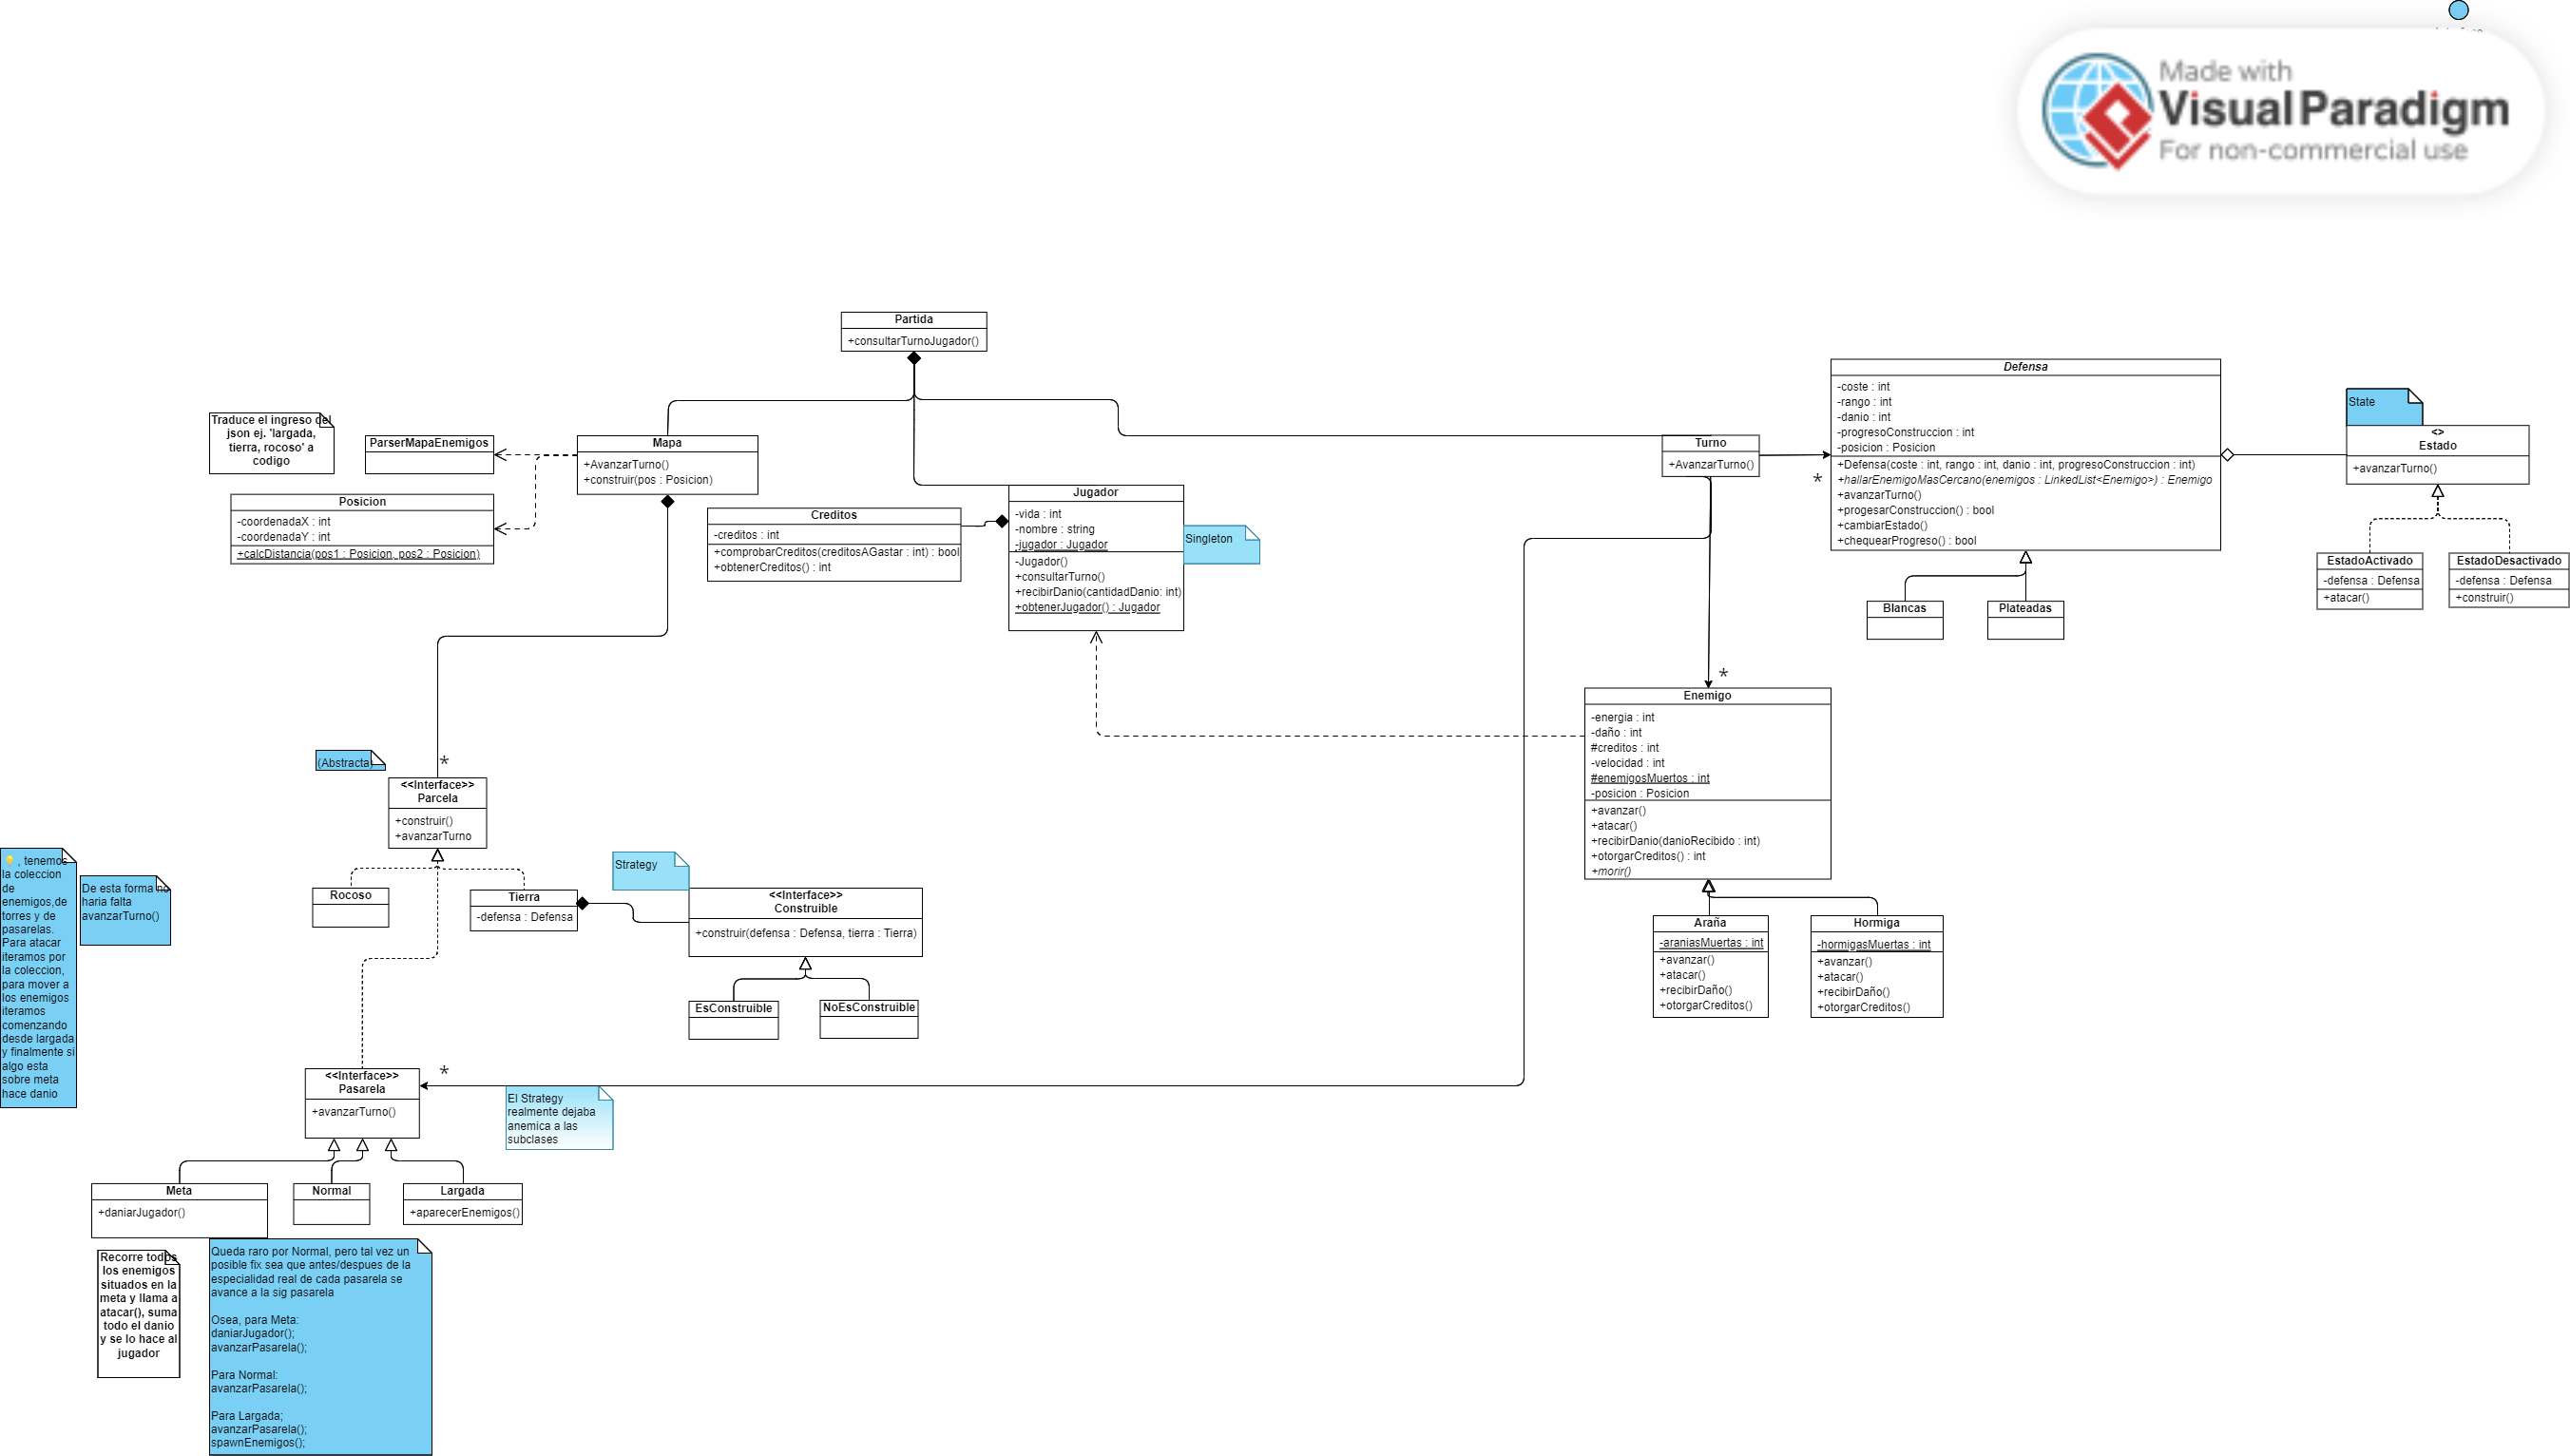 Made with
Visual Paradigm
For non-commercial use
Partida
+consultarTurnoJugador()
Traduce el ingreso del
json ej. 'largada,
tierra, rocoso' a
codigo
ParserMapaEnemigos
Mapa
+AvanzarTurno()
+construir(pos : Posicion)
Posicion
-coordenadaX : int
-coordenadaY : int
+calcDistancia(pos1 : Posicion, pos2 : Posicion)
Creditos
-creditos : int
+comprobarCreditos(creditosAGastar : int) : bool
+obtenerCreditos() : int
Jugador
-vida : int
-nombre : string
-jugador : Jugador
-Jugador()
+consultarTurno()
+recibirDanio(cantidadDanio: int)
+obtenerJugador() : Jugador
Singleton
Turno
+AvanzarTurno()
*
Defensa
-coste : int
-rango : int
-danio : int
-progresoConstruccion : int
-posicion : Posicion
+Defensa(coste : int, rango : int, danio : int, progresoConstruccion : int)
+hallarEnemigoMasCercano(enemigos : LinkedList<Enemigo>) : Enemigo
+avanzarTurno()
+progesarConstruccion() : bool
+cambiarEstado()
+chequearProgreso() : bool
Blancas
Plateadas
State
<>
Estado
+avanzarTurno()
EstadoActivado
-defensa : Defensa
+atacar()
EstadoDesactivado
-defensa : Defensa
+construir()
*
Enemigo
-energia : int
-daño : int
#creditos : int
-velocidad : int
#enemigosMuertos : int
-posicion : Posicion
+avanzar()
+atacar()
+recibirDanio(danioRecibido : int)
+otorgarCreditos() : int
+morir()
Araña
-araniasMuertas : int
+avanzar()
+atacar()
+recibirDaño()
+otorgarCreditos()
Hormiga
-hormigasMuertas : int
+avanzar()
+atacar()
+recibirDaño()
+otorgarCreditos()
(Abstracta)
*
<<Interface>>
Parcela
+construir()
+avanzarTurno
💡, tenemos
la coleccion
de
enemigos,de
torres y de
pasarelas.
Para atacar
iteramos por
la coleccion,
para mover a
los enemigos
iteramos
comenzando
desde largada
y finalmente si
algo esta
sobre meta
hace danio
De esta forma no
haria falta
avanzarTurno()
Rocoso
Tierra
-defensa : Defensa
Strategy
<<Interface>>
Construible
+construir(defensa : Defensa, tierra : Tierra)
EsConstruible
NoEsConstruible
*
<<Interface>>
Pasarela
+avanzarTurno()
El Strategy
realmente dejaba
anemica a las
subclases
Meta
+daniarJugador()
Normal
Largada
+aparecerEnemigos()
Recorre todos
los enemigos
situados en la
meta y llama a
atacar(), suma
todo el danio
y se lo hace al
jugador
Queda raro por Normal, pero tal vez un
posible fix sea que antes/despues de la
especialidad real de cada pasarela se
avance a la sig pasarela
Osea, para Meta:
daniarJugador();
avanzarPasarela();
Para Normal:
avanzarPasarela();
Para Largada;
avanzarPasarela();
spawnEnemigos();